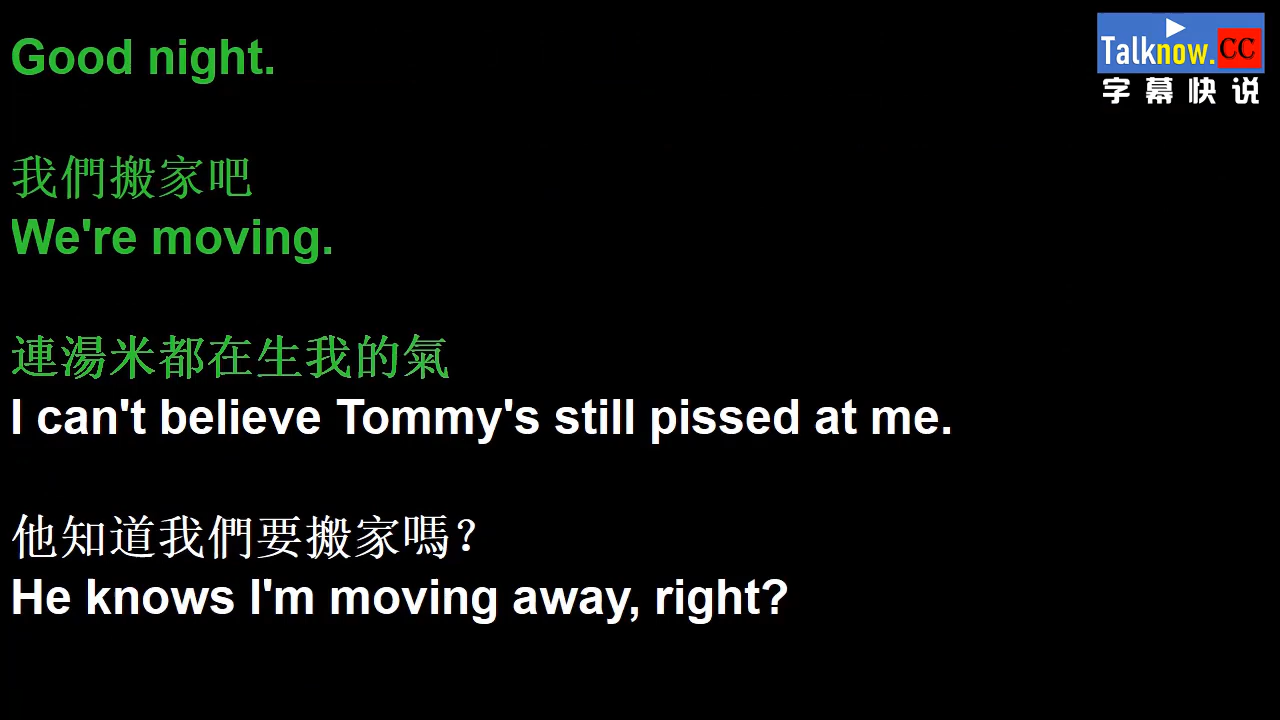 Good night.
Talknow.CC
字幕快说
我們搬家吧
We're moving.
連湯米都在生我的氣
I can't believe Tommy's still pissed at me.
他知道我們要搬家嗎？
He knows I'm moving away, right?